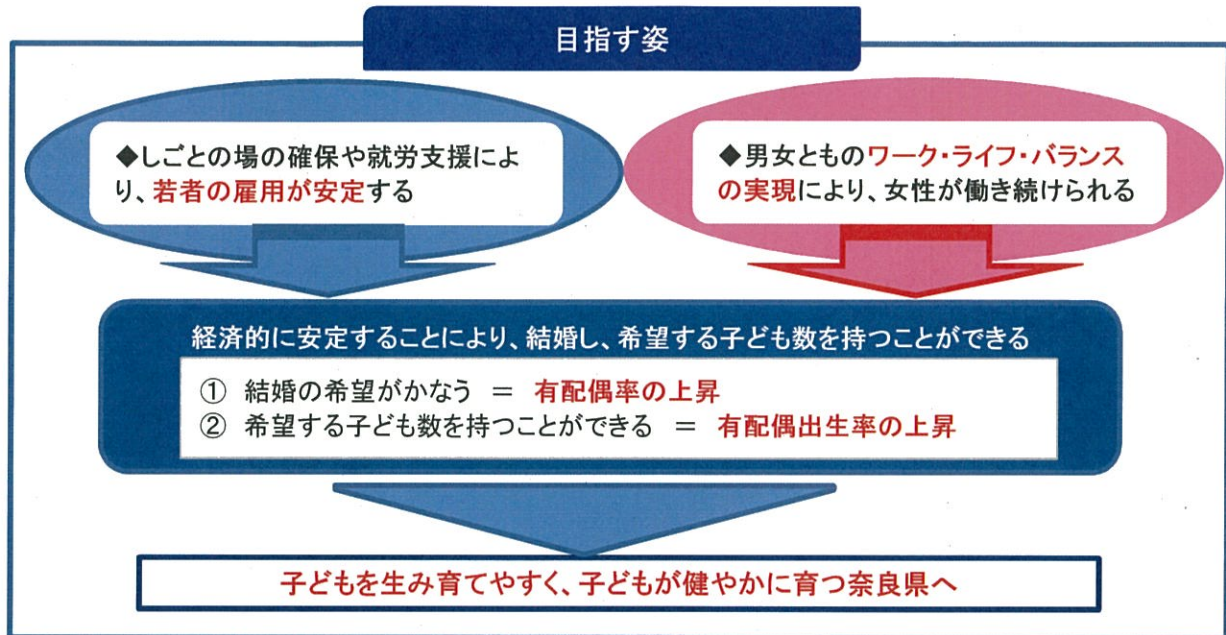 目指す姿
◆しごとの場の確保や就労支援によ
り、若者の雇用が安定する
◆男女とものワーク・ライフ・バランス
の実現により、女性が働き続けられる
経済的に安定することにより、結婚し、希望する子ども数を持つことができる
① 結婚の希望がかなう ＝ 有配偶率の上昇
② 希望する子ども数を持つことができる ＝ 有配偶出生率の上昇
子どもを生み育てやすく、子どもが健やかに育つ奈良県へ